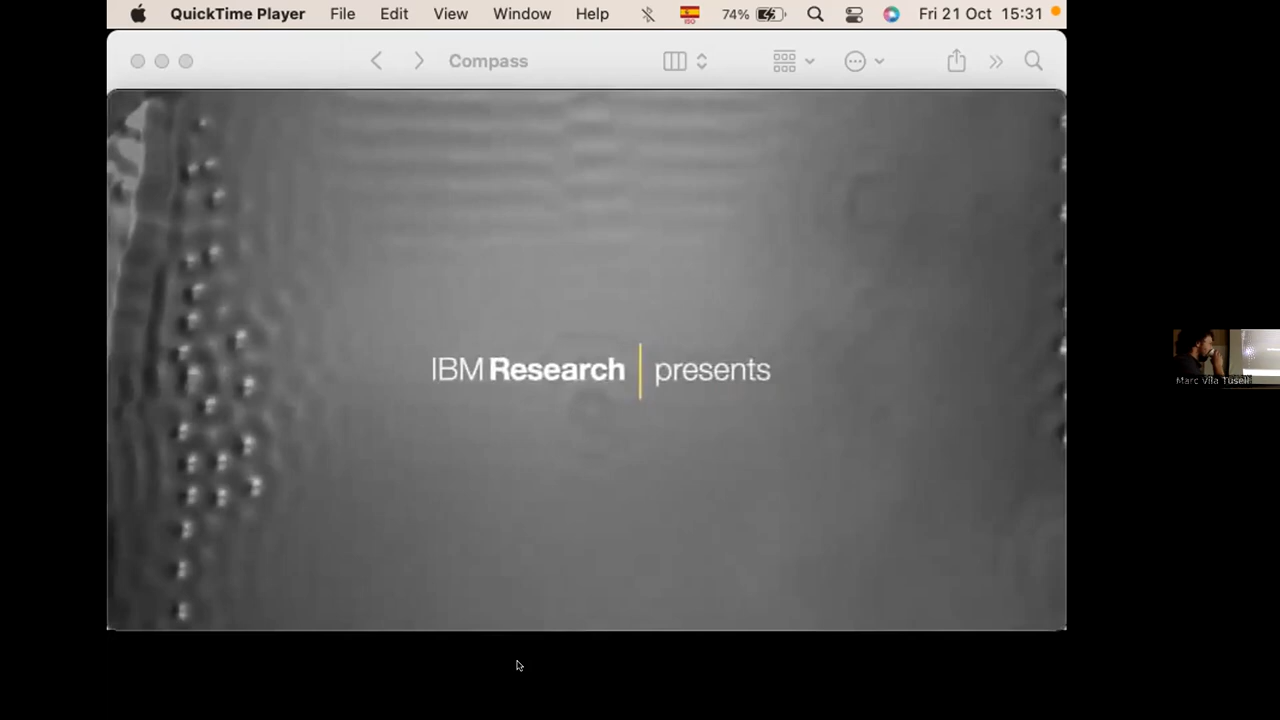 QuickTime Player File Edit View Window Help ISO 74% Fri 21 Oct 15:31
Compass
IBM Research | presents
Marc Vila Tusell